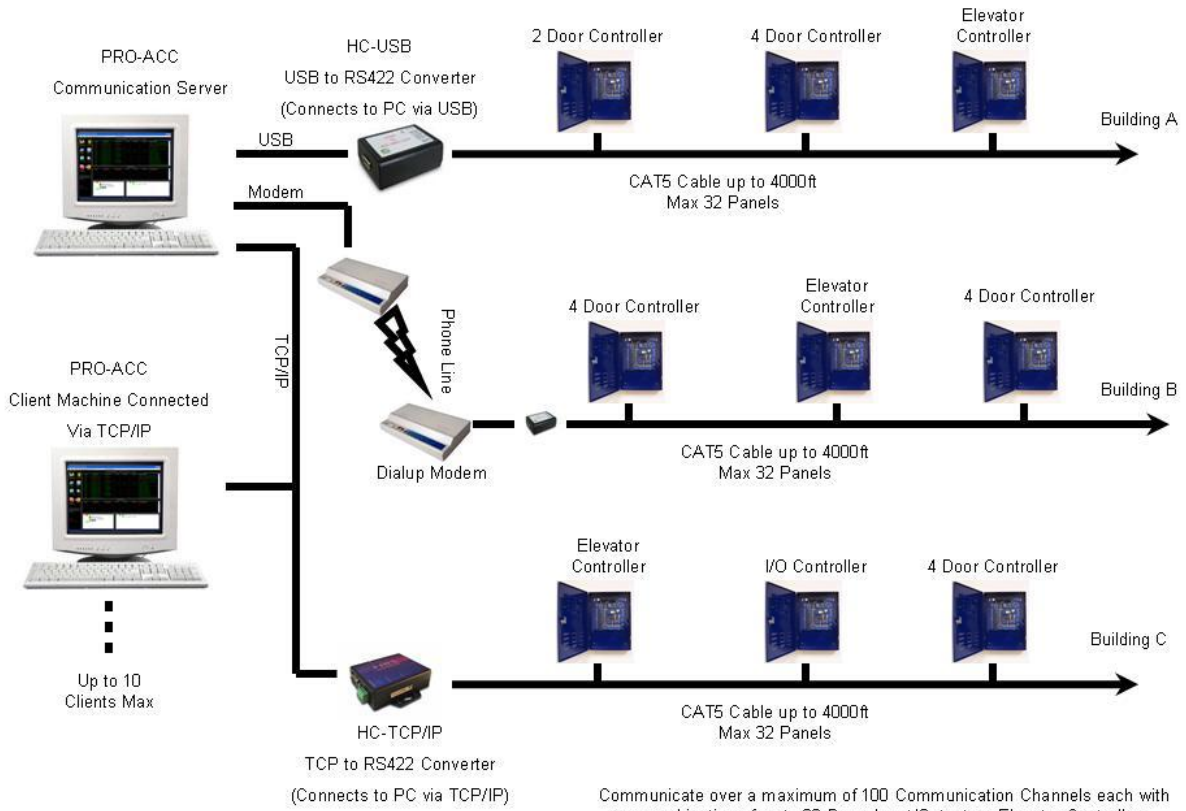 PRO-ACC
Communication Server
HC-USB
USB to RS422 Converter
(Connects to PC via USB)
2 Door Controller
4 Door Controller
Elevator
Controller
Building A
USB
CAT5 Cable up to 4000ft
Max 32 Panels
Modem
TCP/IP
Phone Line
Dialup Modem
4 Door Controller
Elevator
Controller
4 Door Controller
Building B
CAT5 Cable up to 4000ft
Max 32 Panels
PRO-ACC
Client Machine Connected
Via TCP/IP
Up to 10
Clients Max
Elevator
Controller
I/O Controller
4 Door Controller
Building C
CAT5 Cable up to 4000ft
Max 32 Panels
HC-TCP/IP
TCP to RS422 Converter
(Connects to PC via TCP/IP)
Communicate over a maximum of 100 Communication Channels each with